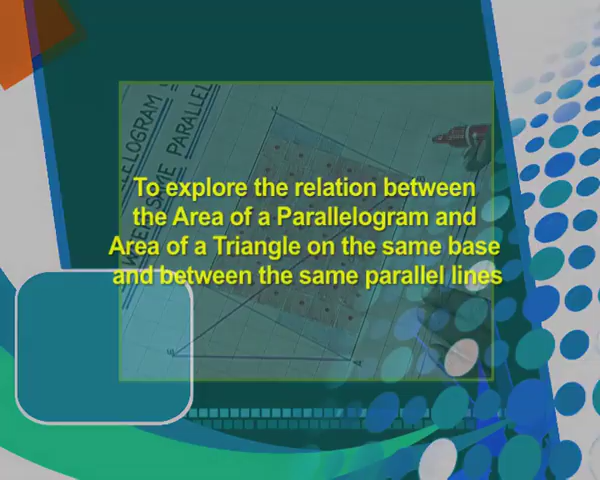 To explore the relation between
the Area of a Parallelogram and
Area of a Triangle on the same base
and between the same parallel lines
PARALLEL